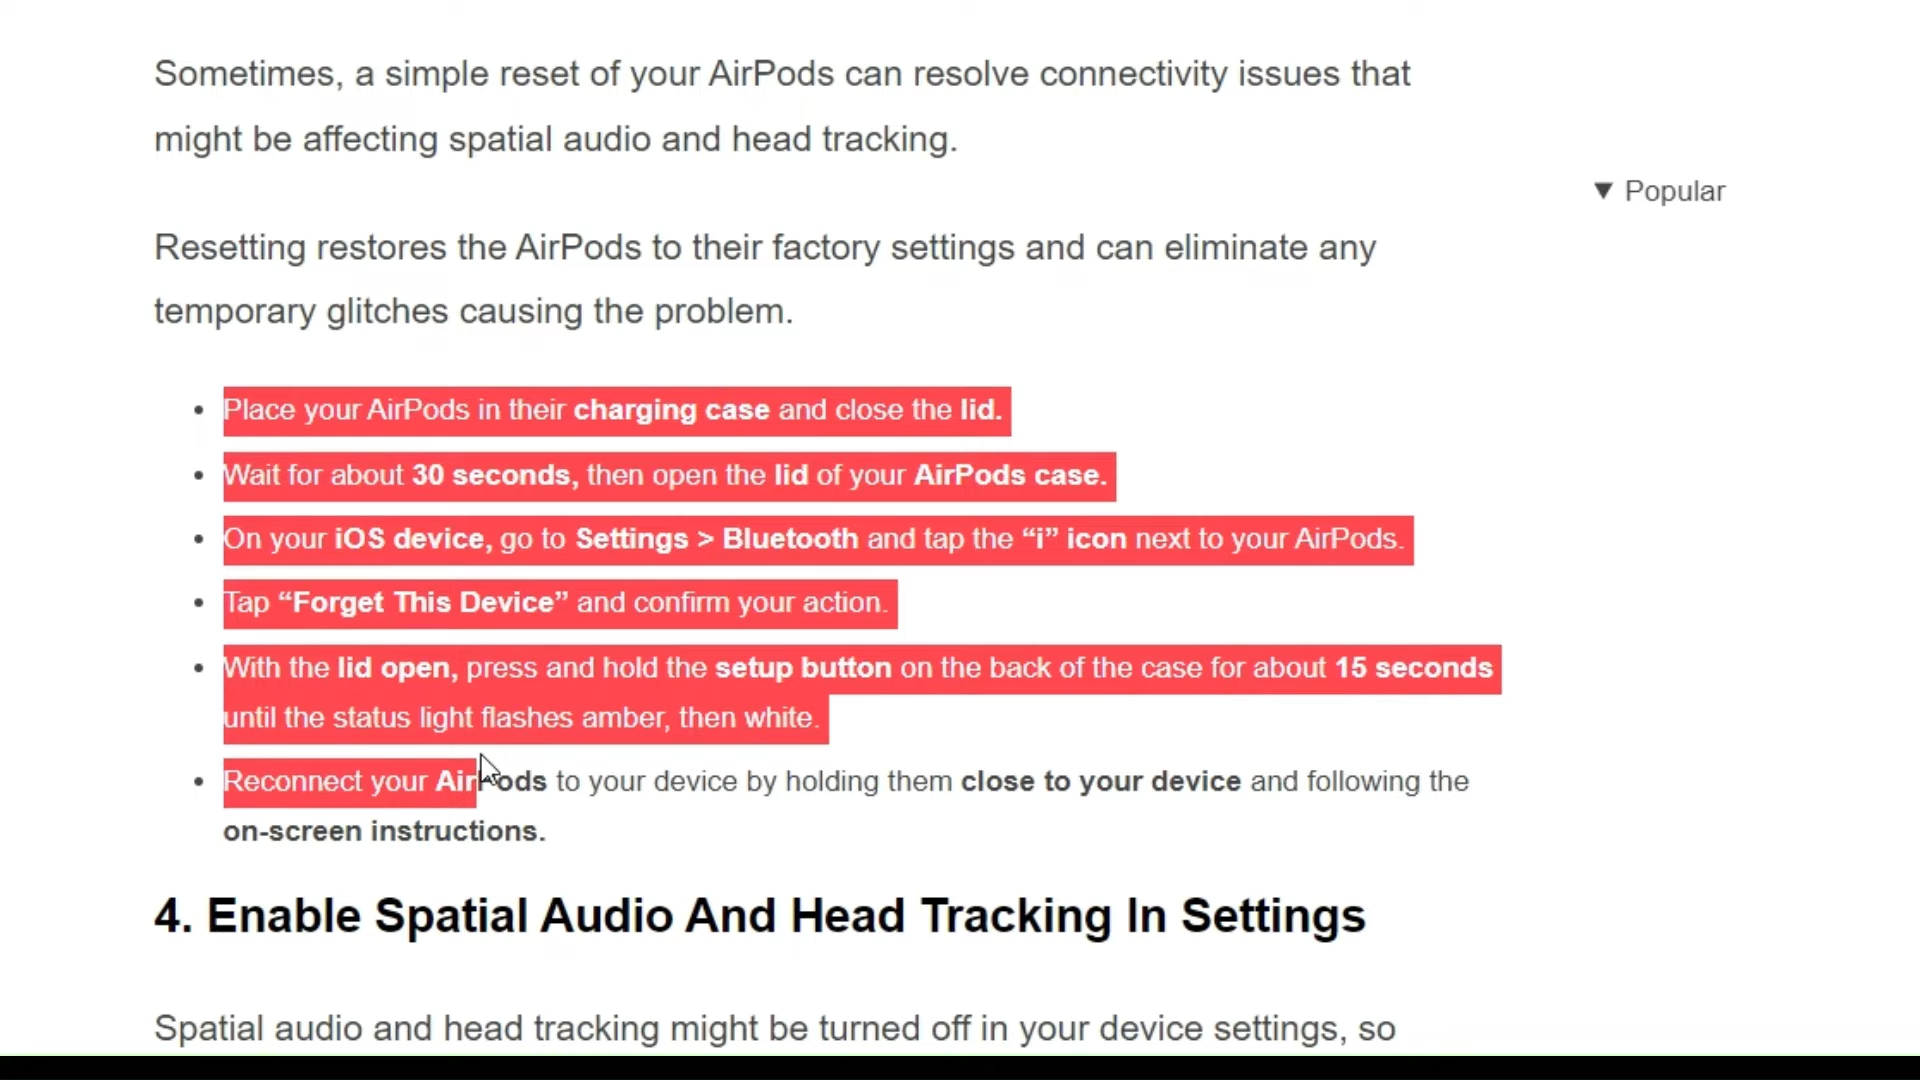 Sometimes, a simple reset of your AirPods can resolve connectivity issues that
might be affecting spatial audio and head tracking.
▼ Popular
Resetting restores the AirPods to their factory settings and can eliminate any
temporary glitches causing the problem.
• Place your AirPods in their charging case and close the lid.
• Wait for about 30 seconds, then open the lid of your AirPods case.
• On your iOS device, go to Settings > Bluetooth and tap the “i” icon next to your AirPods.
• Tap “Forget This Device” and confirm your action.
• With the lid open, press and hold the setup button on the back of the case for about 15 seconds
until the status light flashes amber, then white.
• Reconnect your AirPods to your device by holding them close to your device and following the
on-screen instructions.
4. Enable Spatial Audio And Head Tracking In Settings
Spatial audio and head tracking might be turned off in your device settings, so